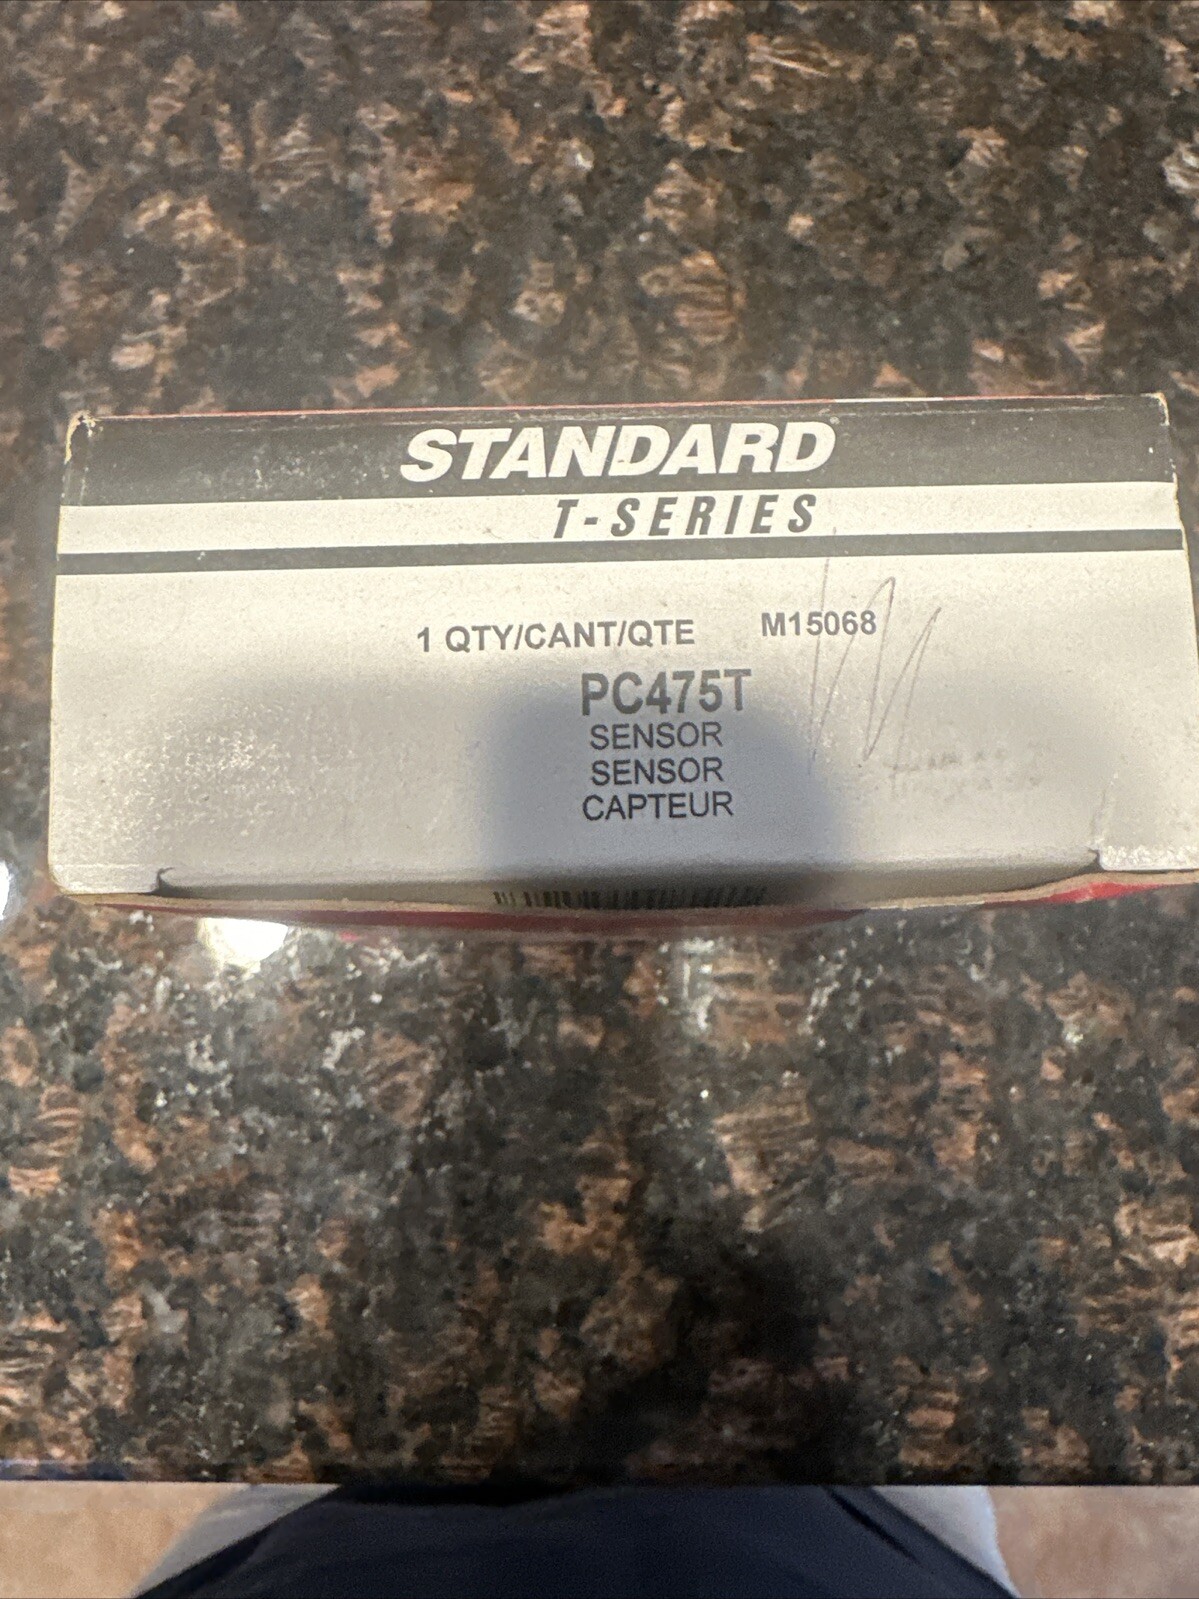 STANDARD
T-SERIES
1 QTY/CANT/QTE M15068
PC475T
SENSOR
SENSOR
CAPTEUR